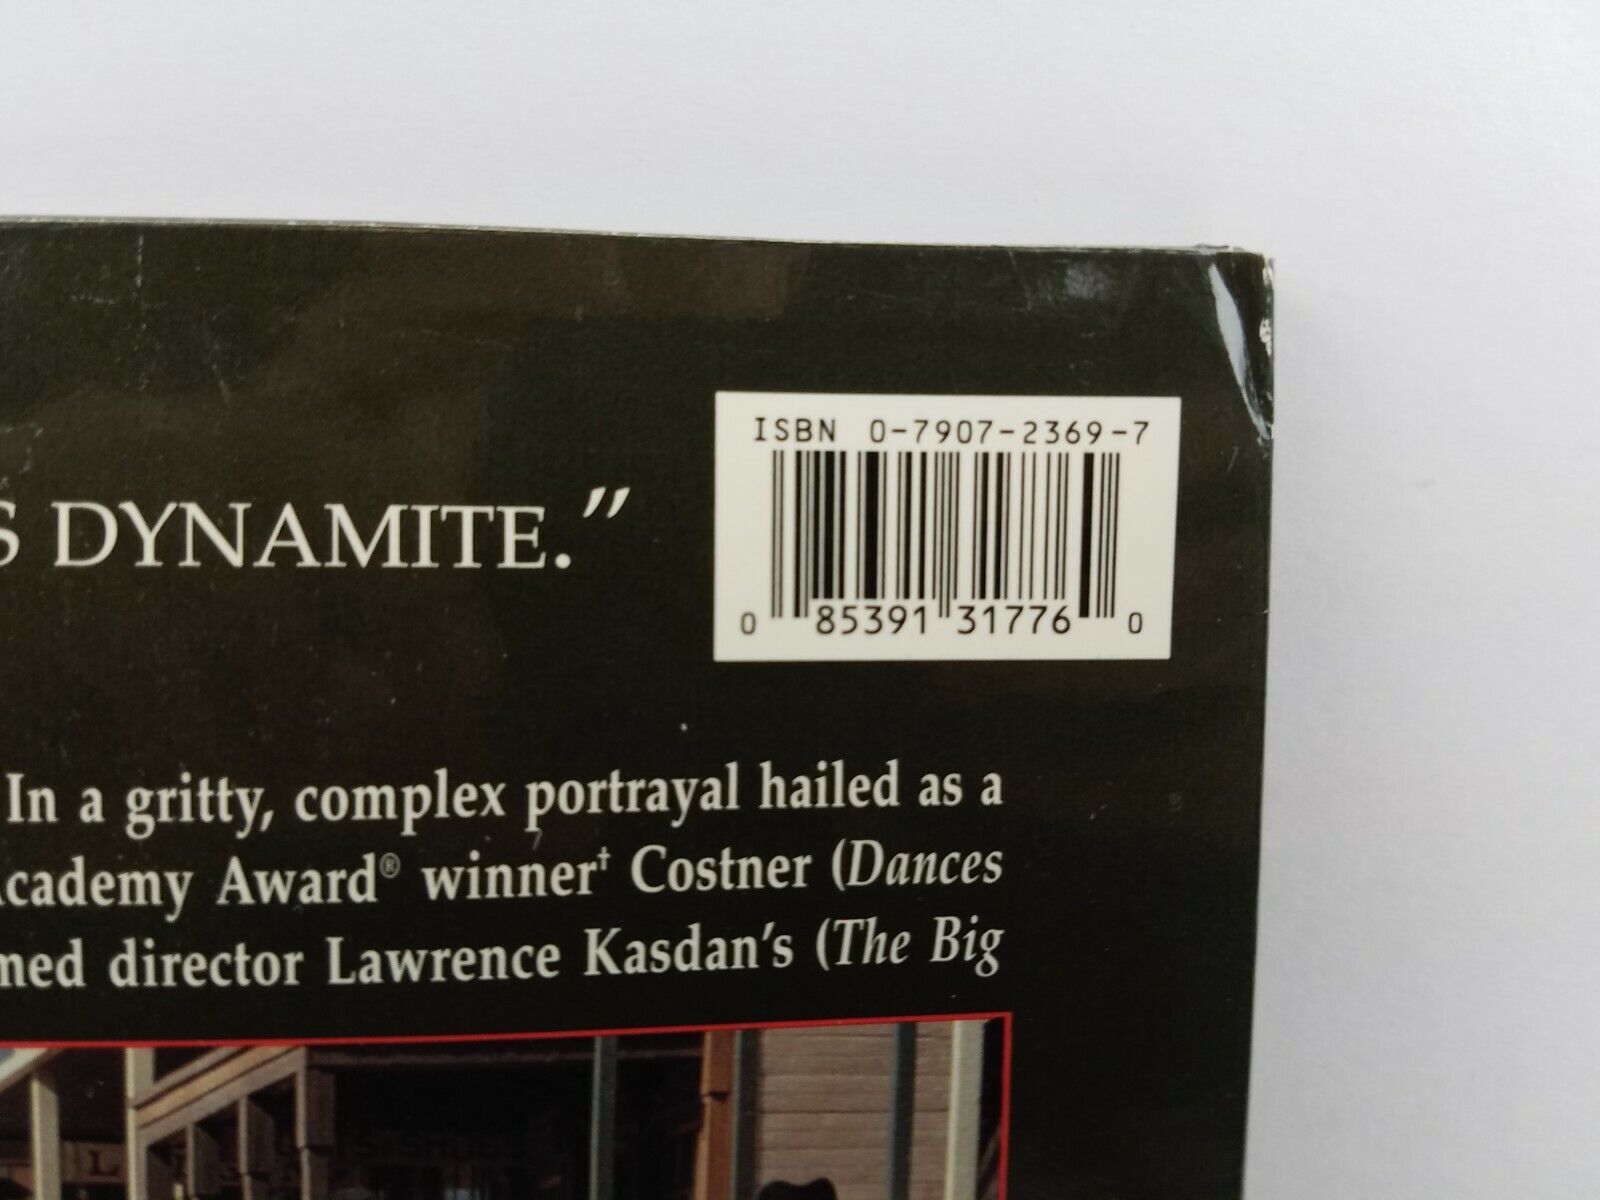 ISBN 0-7907-2369-7
S DYNAMITE.”
0 85391 31776 0
In a gritty, complex portrayal hailed as a
cademy Award® winner† Costner (Dances
med director Lawrence Kasdan's (The Big